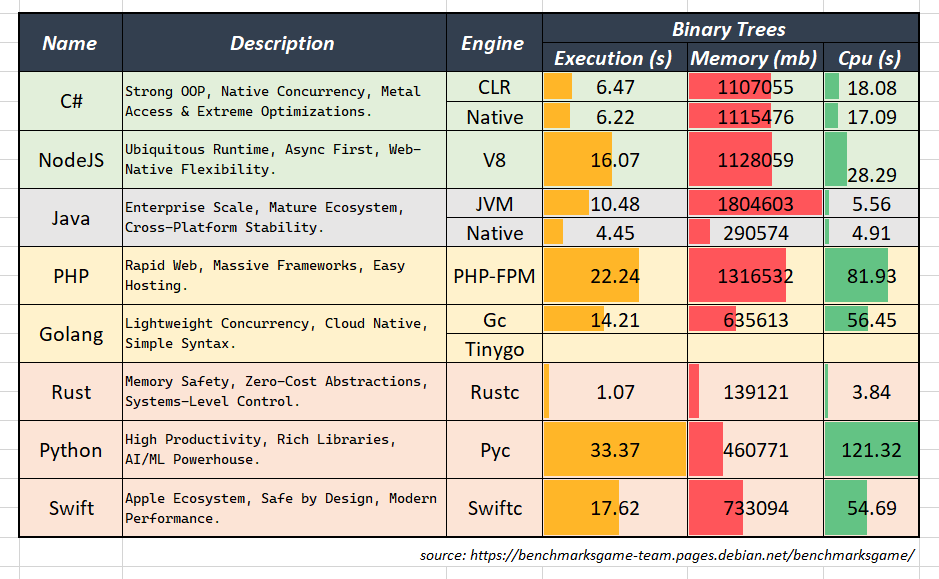 Name Description Engine Binary Trees
Execution (s) Memory (mb) Cpu (s)
C# Strong OOP, Native Concurrency, Metal
Access & Extreme Optimizations.
CLR 6.47 1107055 18.08
Native 6.22 1115476 17.09
NodeJS Ubiquitous Runtime, Async First, Web-
Native Flexibility.
V8 16.07 1128059 28.29
Java Enterprise Scale, Mature Ecosystem,
Cross-Platform Stability.
JVM 10.48 1804603 5.56
Native 4.45 290574 4.91
PHP Rapid Web, Massive Frameworks, Easy
Hosting.
PHP-FPM 22.24 1316532 81.93
Golang Lightweight Concurrency, Cloud Native,
Simple Syntax.
Gc 14.21 635613 56.45
Tinygo
Rust Memory Safety, Zero-Cost Abstractions,
Systems-Level Control.
Rustc 1.07 139121 3.84
Python High Productivity, Rich Libraries,
AI/ML Powerhouse.
Pyc 33.37 460771 121.32
Swift Apple Ecosystem, Safe by Design, Modern
Performance.
Swiftc 17.62 733094 54.69
source: https://benchmarksgame-team.pages.debian.net/benchmarksgame/